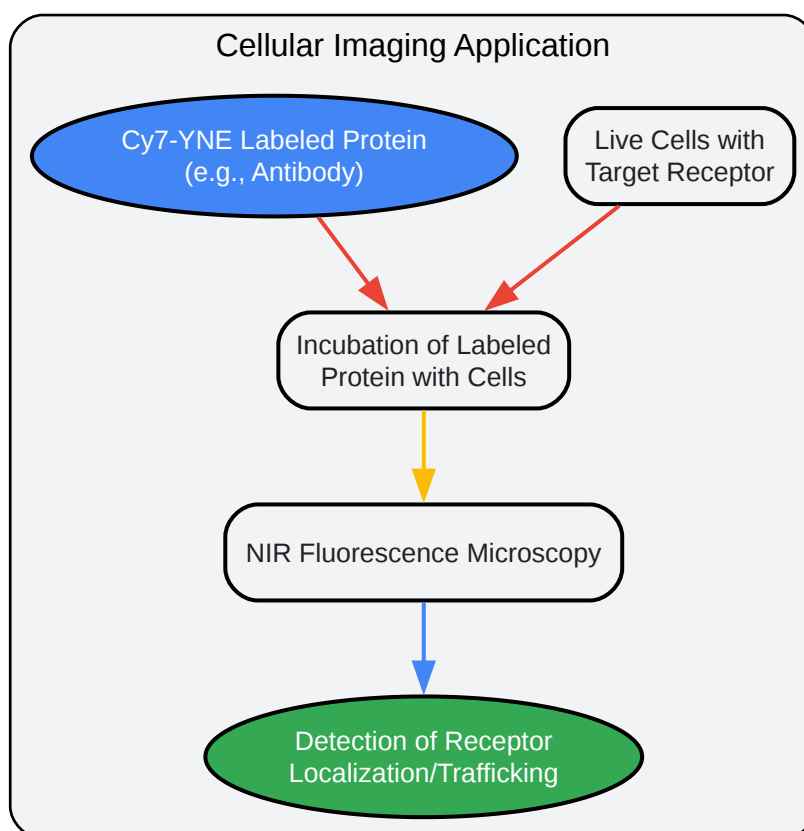 Cellular Imaging Application
Cy7-YNE Labeled Protein
(e.g., Antibody)
Live Cells with
Target Receptor
Incubation of Labeled
Protein with Cells
NIR Fluorescence Microscopy
Detection of Receptor
Localization/Trafficking